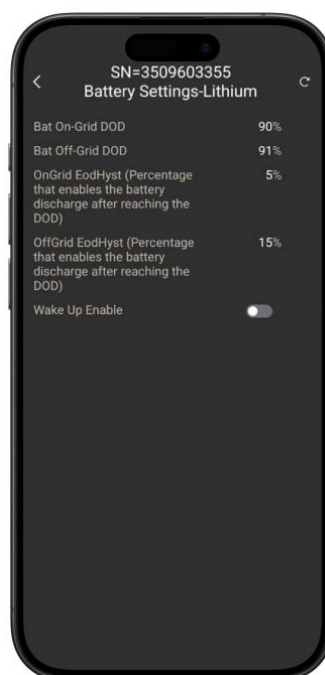 SN=3509603355
Battery Settings-Lithium
Bat On-Grid DOD 90%
Bat Off-Grid DOD 91%
OnGrid EodHyst (Percentage 5%
that enables the battery
discharge after reaching the
DOD)
OffGrid EodHyst (Percentage 15%
that enables the battery
discharge after reaching the
DOD)
Wake Up Enable